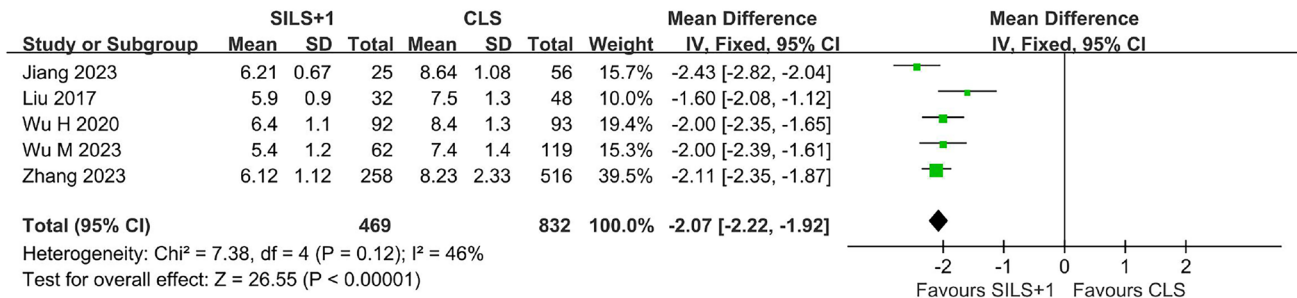 SILS+1 CLS Mean Difference Mean Difference
Study or Subgroup Mean SD Total Mean SD Total Weight IV, Fixed, 95% CI IV, Fixed, 95% CI
Jiang 2023 6.21 0.67 25 8.64 1.08 56 15.7% -2.43 [-2.82, -2.04]
Liu 2017 5.9 0.9 32 7.5 1.3 48 10.0% -1.60 [-2.08, -1.12]
Wu H 2020 6.4 1.1 92 8.4 1.3 93 19.4% -2.00 [-2.35, -1.65]
Wu M 2023 5.4 1.2 62 7.4 1.4 119 15.3% -2.00 [-2.39, -1.61]
Zhang 2023 6.12 1.12 258 8.23 2.33 516 39.5% -2.11 [-2.35, -1.87]
Total (95% CI) 469 832 100.0% -2.07 [-2.22, -1.92]
Heterogeneity: Chi² = 7.38, df = 4 (P = 0.12); I² = 46%
Test for overall effect: Z = 26.55 (P < 0.00001)
-2 -1 0 1 2
Favours SILS+1 Favours CLS